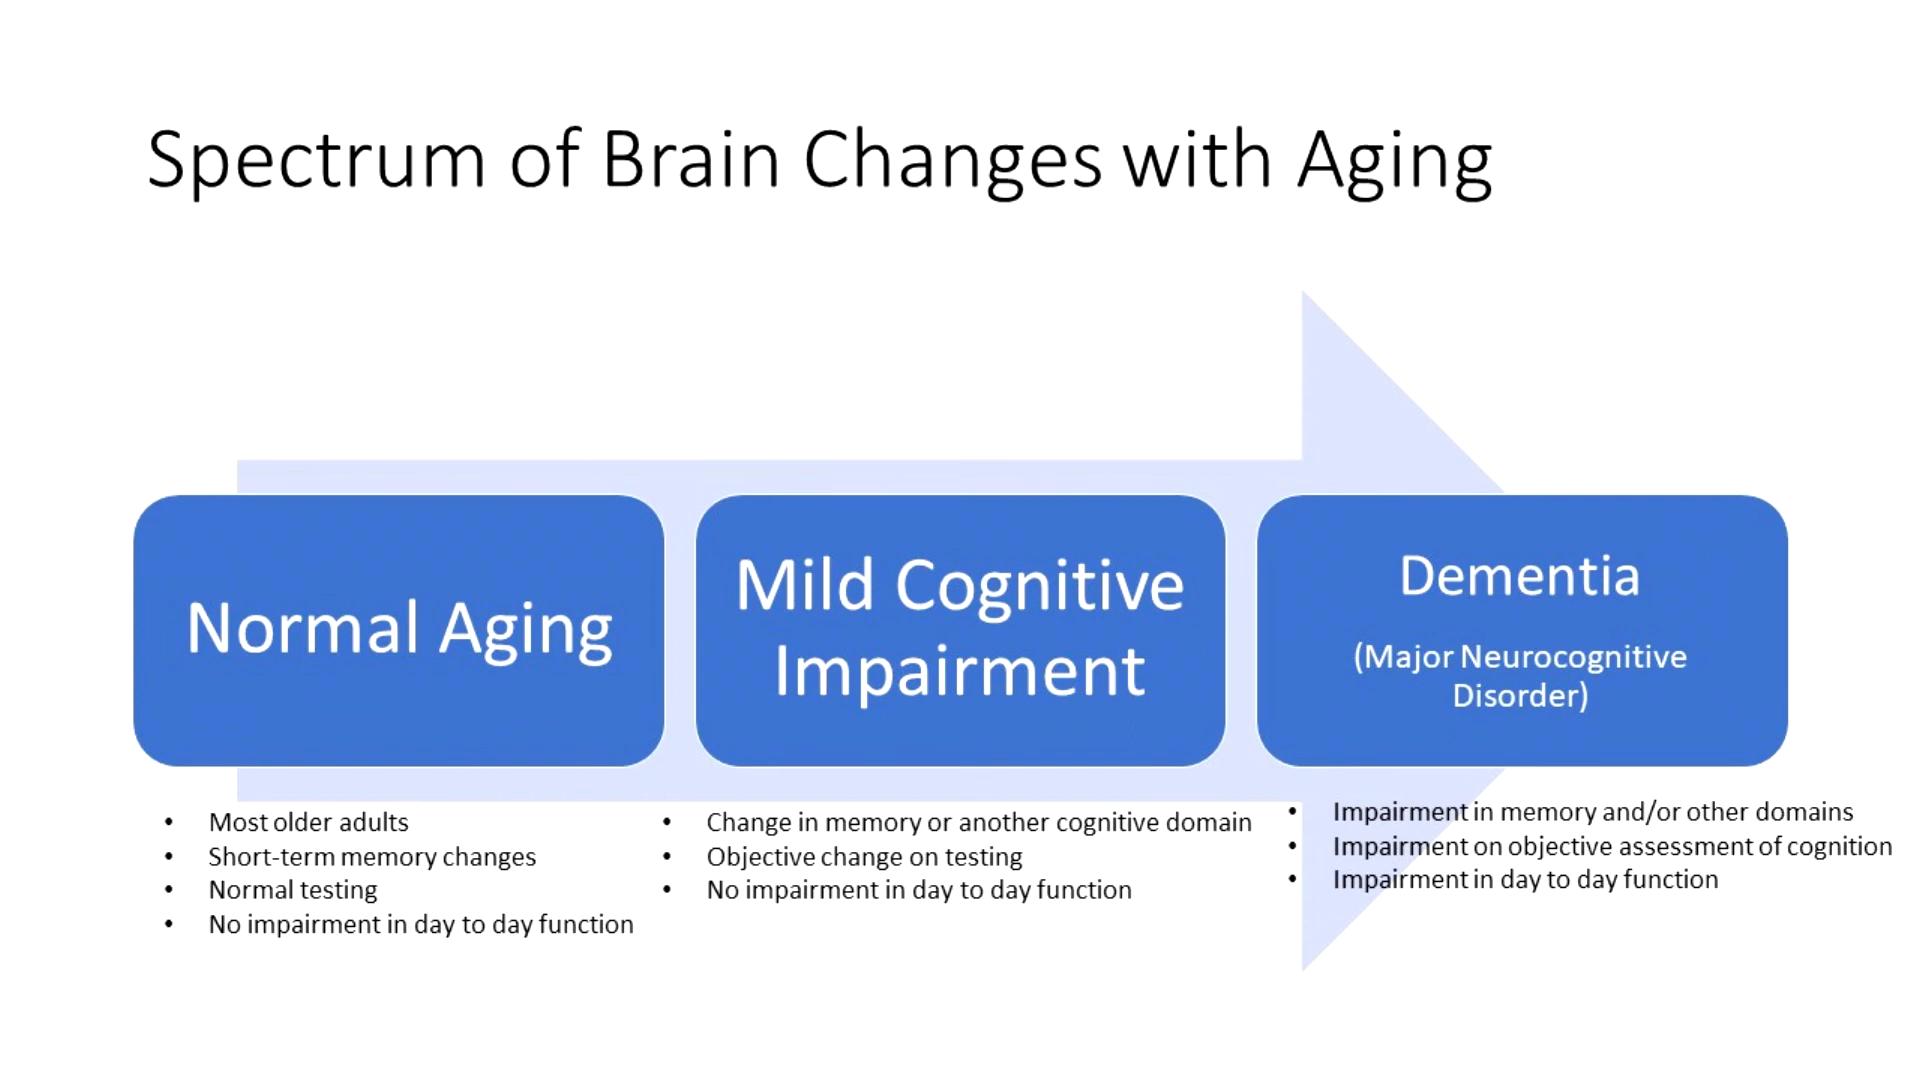 Spectrum of Brain Changes with Aging
Normal Aging
Mild Cognitive
Impairment
Dementia
(Major Neurocognitive
Disorder)
• Most older adults
• Short-term memory changes
• Normal testing
• No impairment in day to day function
• Change in memory or another cognitive domain
• Objective change on testing
• No impairment in day to day function
• Impairment in memory and/or other domains
• Impairment on objective assessment of cognition
• Impairment in day to day function